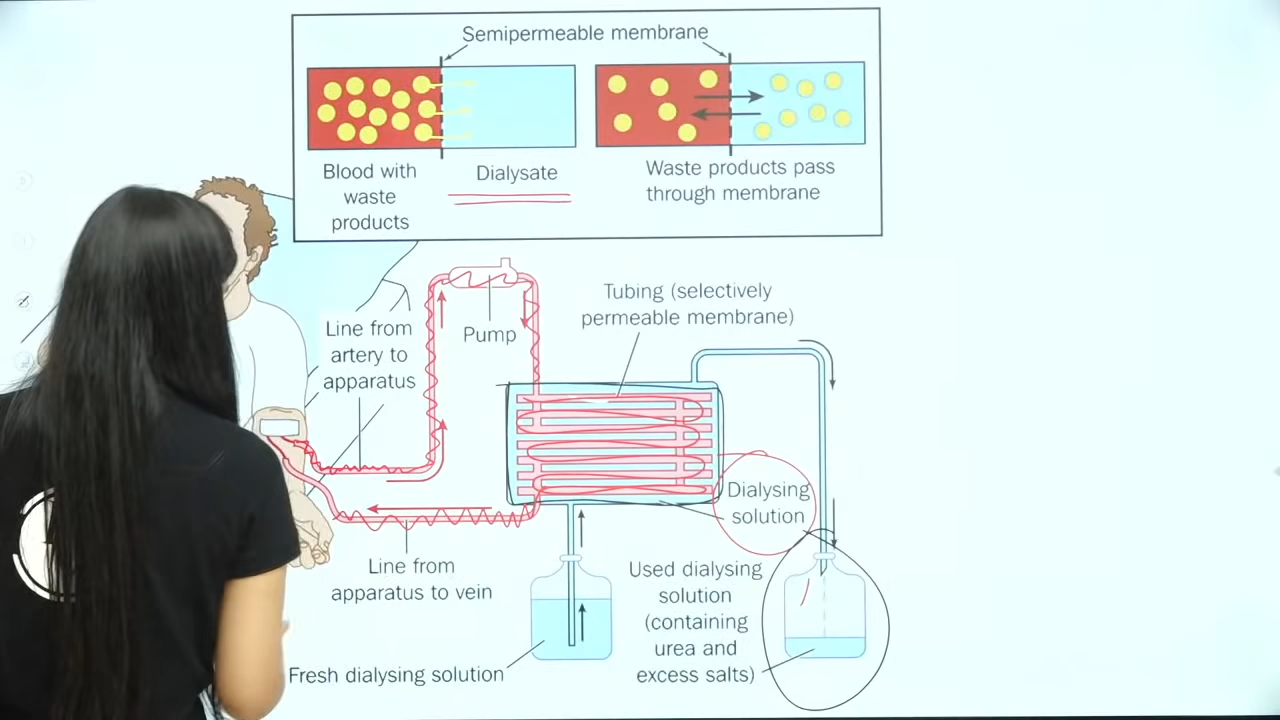 Semipermeable membrane
Blood with
waste
products
Dialysate
Waste products pass
through membrane
Line from
artery to
apparatus
Pump
Tubing (selectively
permeable membrane)
Dialysing
solution
Line from
apparatus to vein
Used dialysing
solution
(containing
urea and
excess salts)
Fresh dialysing solution